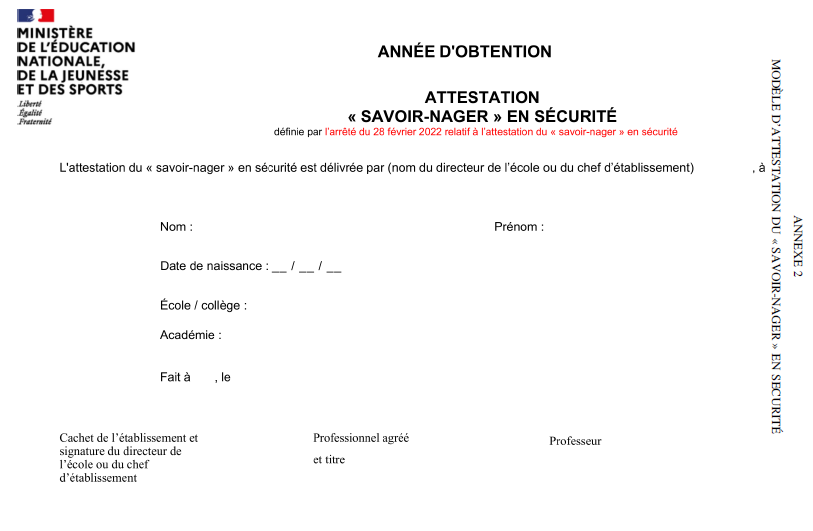 MINISTÈRE
DE L'ÉDUCATION
NATIONALE,
DE LA JEUNESSE
ET DES SPORTS
Liberté
Égalité
Fraternité
ANNÉE D'OBTENTION
ATTESTATION
« SAVOIR-NAGER » EN SÉCURITÉ
définie par l'arrêté du 28 février 2022 relatif à l'attestation du « savoir-nager » en sécurité
L'attestation du « savoir-nager » en sécurité est délivrée par (nom du directeur de l'école ou du chef d'établissement) , à
Nom : Prénom :
Date de naissance : __ / __ / __
École / collège :
Académie :
Fait à , le
Cachet de l'établissement et
signature du directeur de
l'école ou du chef
d'établissement
Professionnel agréé
et titre
Professeur
ANNEXE 2
MODÈLE D'ATTESTATION DU « SAVOIR-NAGER » EN SECURITÉ